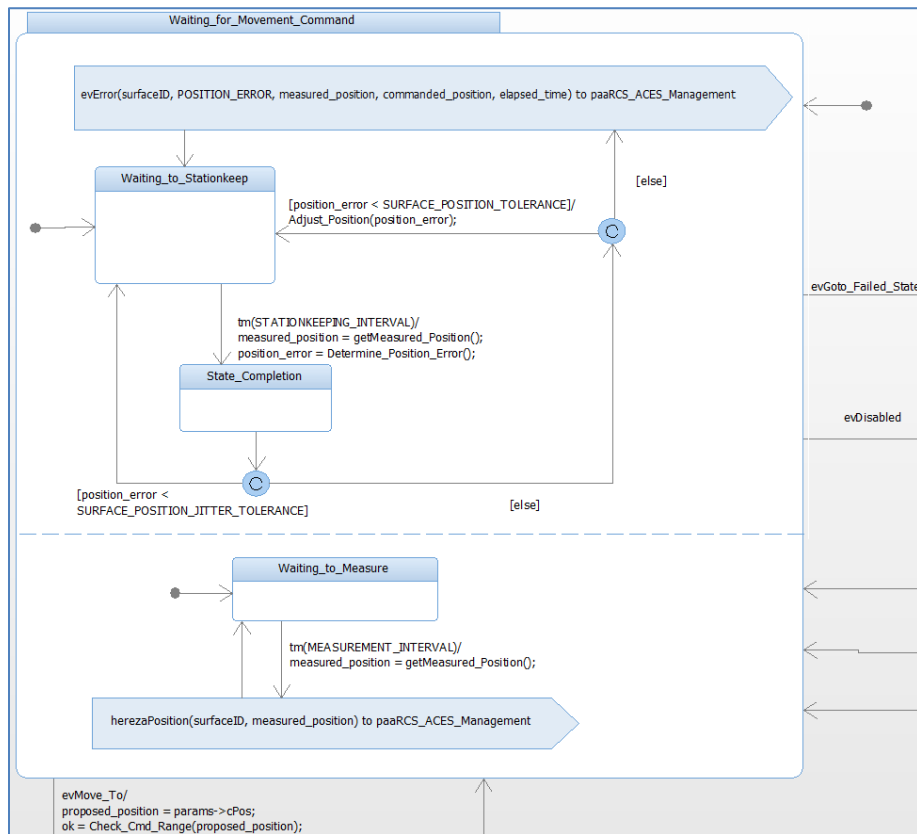 Waiting_for_Movement_Command
evError(surfaceID, POSITION_ERROR, measured_position, commanded_position, elapsed_time) to paaRCS_ACES_Management
Waiting_to_Stationkeep
[else]
[position_error < SURFACE_POSITION_TOLERANCE]/
Adjust_Position(position_error);
C
evGoto_Failed_State
tm(STATIONKEEPING_INTERVAL)/
measured_position = getMeasured_Position();
position_error = Determine_Position_Error();
State_Completion
evDisabled
C
[position_error <
SURFACE_POSITION_JITTER_TOLERANCE]
[else]
Waiting_to_Measure
tm(MEASUREMENT_INTERVAL)/
measured_position = getMeasured_Position();
herezaPosition(surfaceID, measured_position) to paaRCS_ACES_Management
evMove_To/
proposed_position = params->cPos;
ok = Check_Cmd_Range(proposed_position);